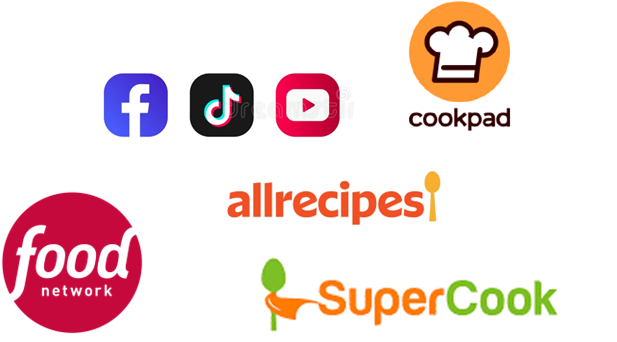 cookpad
allrecipes
food
network
SuperCook